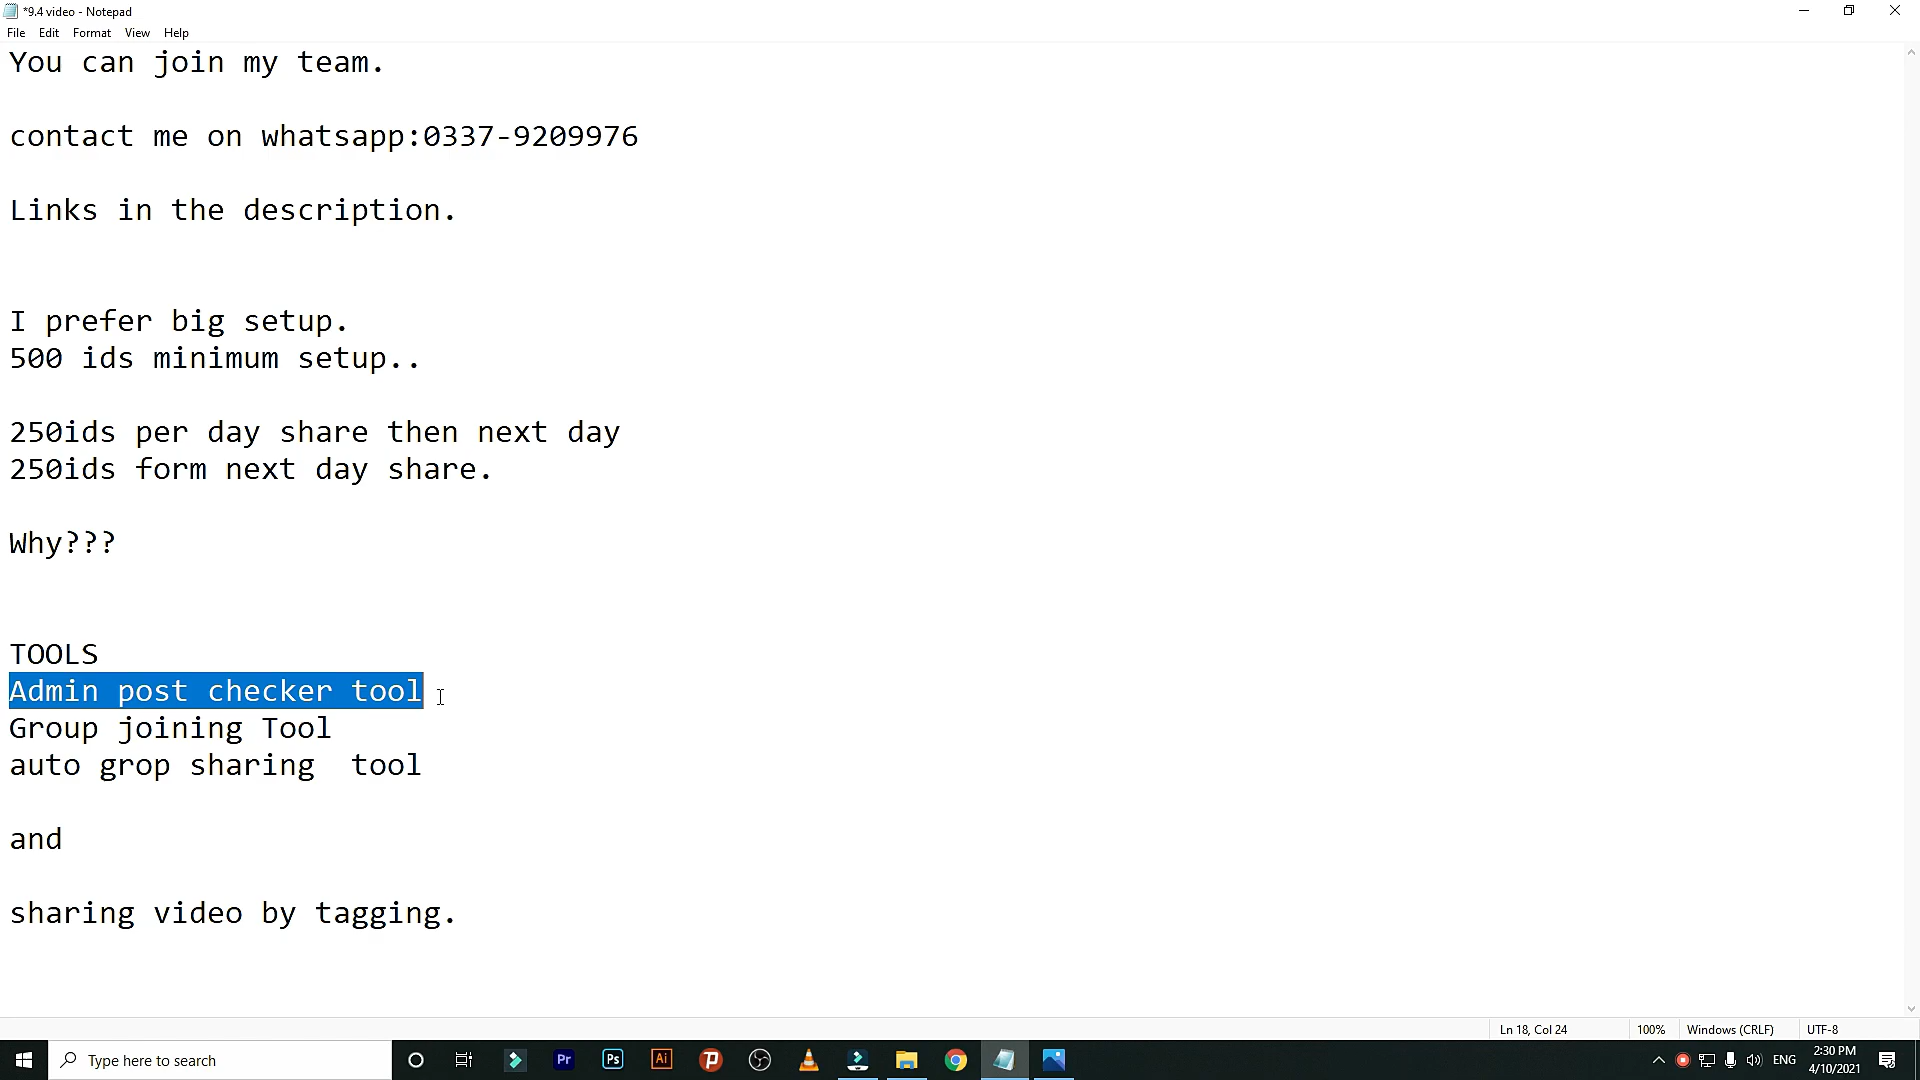 *9.4 video - Notepad
File Edit Format View Help
You can join my team.
contact me on whatsapp:0337-9209976
Links in the description.
I prefer big setup.
500 ids minimum setup..
250ids per day share then next day
250ids form next day share.
Why???
TOOLS
Admin post checker tool
Group joining Tool
auto grop sharing  tool
and
sharing video by tagging.
Ln 18, Col 24 100% Windows (CRLF) UTF-8
Type here to search
Pr
Ps
Ai
ENG
2:30 PM
4/10/2021